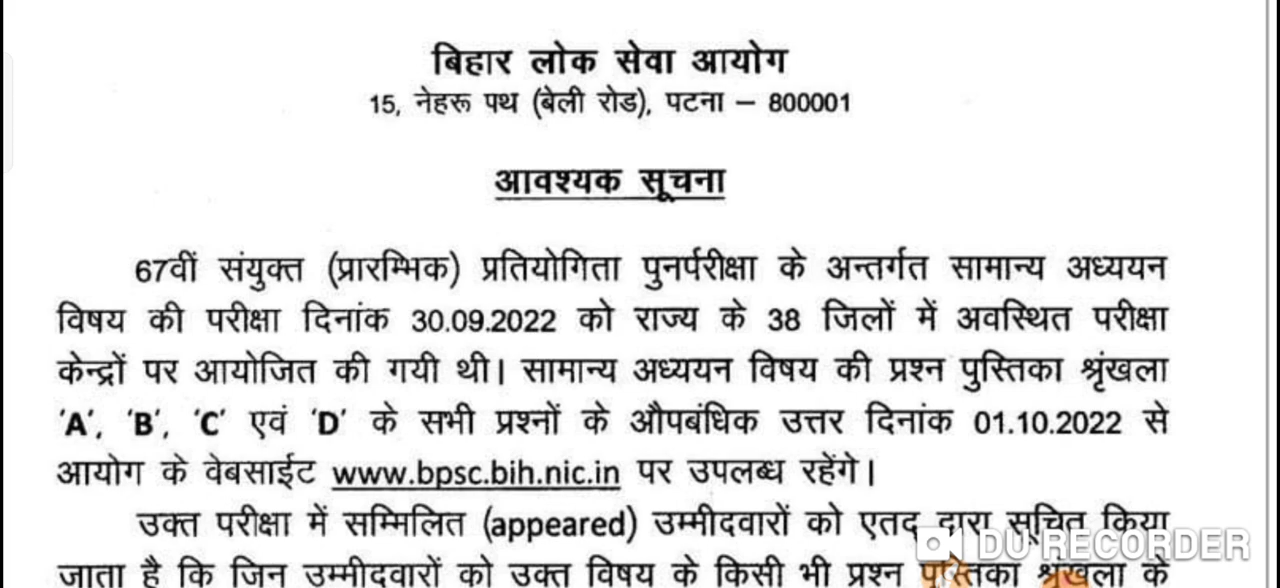 बिहार लोक सेवा आयोग
15, नेहरू पथ (बेली रोड), पटना – 800001
आवश्यक सूचना
67वीं संयुक्त (प्रारम्भिक) प्रतियोगिता पुनर्परीक्षा के अन्तर्गत सामान्य अध्ययन
विषय की परीक्षा दिनांक 30.09.2022 को राज्य के 38 जिलों में अवस्थित परीक्षा
केन्द्रों पर आयोजित की गयी थी। सामान्य अध्ययन विषय की प्रश्न पुस्तिका श्रृंखला
'A', 'B', 'C' एवं 'D' के सभी प्रश्नों के औपबंधिक उत्तर दिनांक 01.10.2022 से
आयोग के वेबसाईट www.bpsc.bih.nic.in पर उपलब्ध रहेंगे।
उक्त परीक्षा में सम्मिलित (appeared) उम्मीदवारों को एतद् द्वारा सूचित किया
जाता है कि जिन उम्मीदवारों को उक्त विषय के किसी भी प्रश्न पुस्तिका श्रृंखला के
DU RECORDER